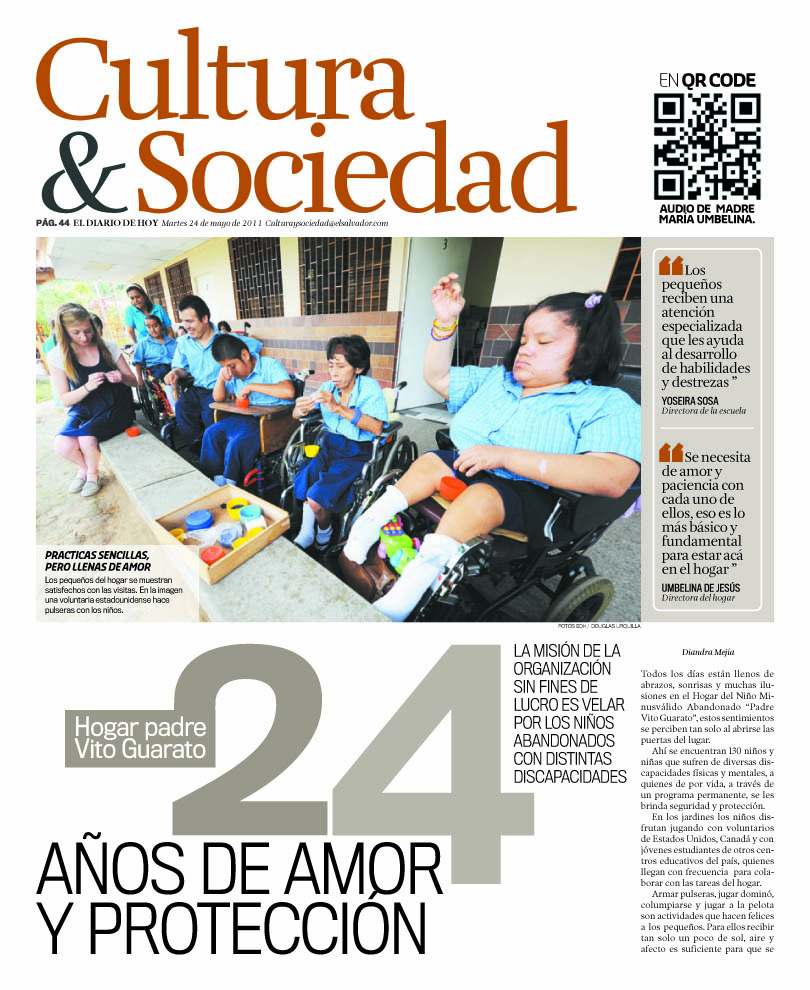 Cultura
& Sociedad
PÁG. 44 EL DIARIO DE HOY Martes 24 de mayo de 2011 Culturaysociedad@elsalvador.com
EN QR CODE
AUDIO DE MADRE
MARÍA UMBELINA.
“Los
pequeños
reciben una
atención
especializada
que les ayuda
al desarrollo
de habilidades
y destrezas”
YOSEIRA SOSA
Directora de la escuela
“Se necesita
de amor y
paciencia con
cada uno de
ellos, eso es lo
más básico y
fundamental
para estar acá
en el hogar”
UMBELINA DE JESÚS
Directora del hogar
3
PRACTICAS SENCILLAS,
PERO LLENAS DE AMOR
Los pequeños del hogar se muestran
satisfechos con las visitas. En la imagen
una voluntaria estadounidense hace
pulseras con los niños.
FOTOS EDH / DOUGLAS URQUILLA
Hogar padre
Vito Guarato
24
AÑOS DE AMOR
Y PROTECCIÓN
LA MISIÓN DE LA
ORGANIZACIÓN
SIN FINES DE
LUCRO ES VELAR
POR LOS NIÑOS
ABANDONADOS
CON DISTINTAS
DISCAPACIDADES
Diandra Mejía
Todos los días están llenos de
abrazos, sonrisas y muchas ilu-
siones en el Hogar del Niño Mi-
nusválido Abandonado “Padre
Vito Guarato”, estos sentimientos
se perciben tan solo al abrirse las
puertas del lugar.
Ahí se encuentran 130 niños y
niñas que sufren de diversas dis-
capacidades físicas y mentales, a
quienes de por vida, a través de
un programa permanente, se les
brinda seguridad y protección.
En los jardines los niños dis-
frutan jugando con voluntarios
de Estados Unidos, Canadá y con
jóvenes estudiantes de otros cen-
tros educativos del país, quienes
llegan con frecuencia para cola-
borar con las tareas del hogar.
Armar pulseras, jugar dominó,
columpiarse y jugar a la pelota
son actividades que hacen felices
a los pequeños. Para ellos recibir
tan solo un poco de sol, aire y
afecto es suficiente para que se